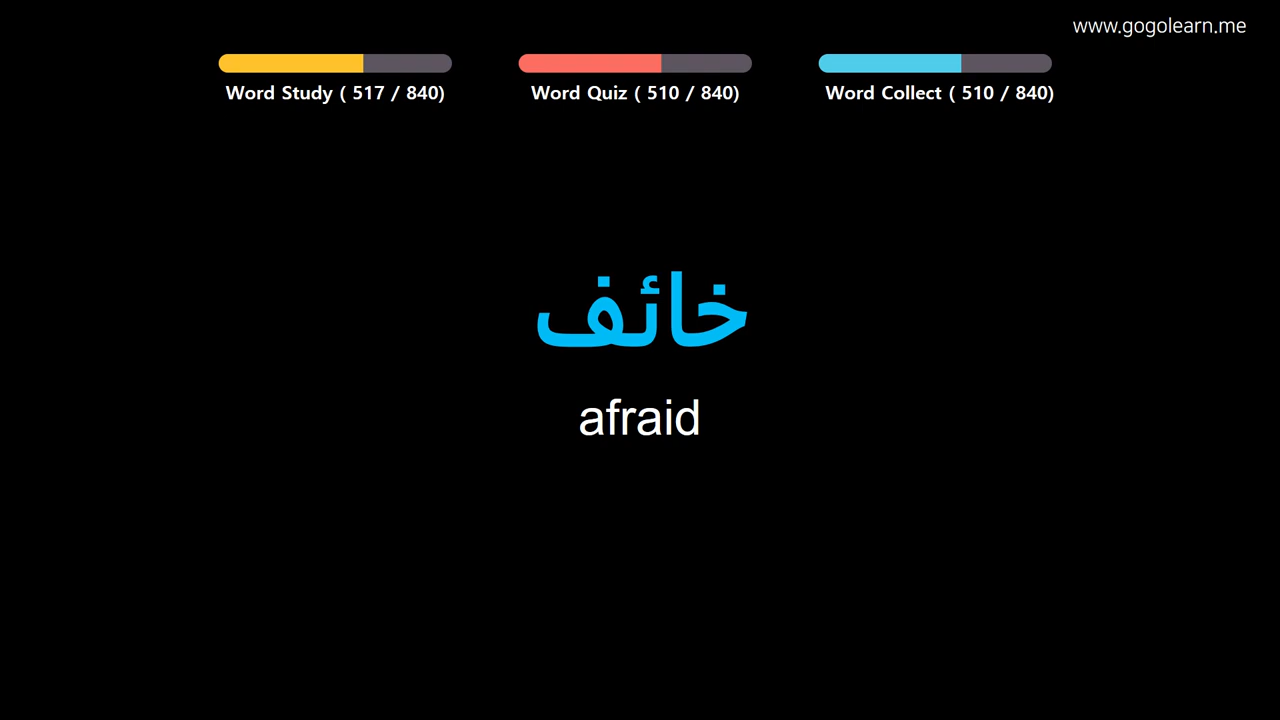 www.gogolearn.me
Word Study ( 517 / 840)
Word Quiz ( 510 / 840)
Word Collect ( 510 / 840)
خائف
afraid